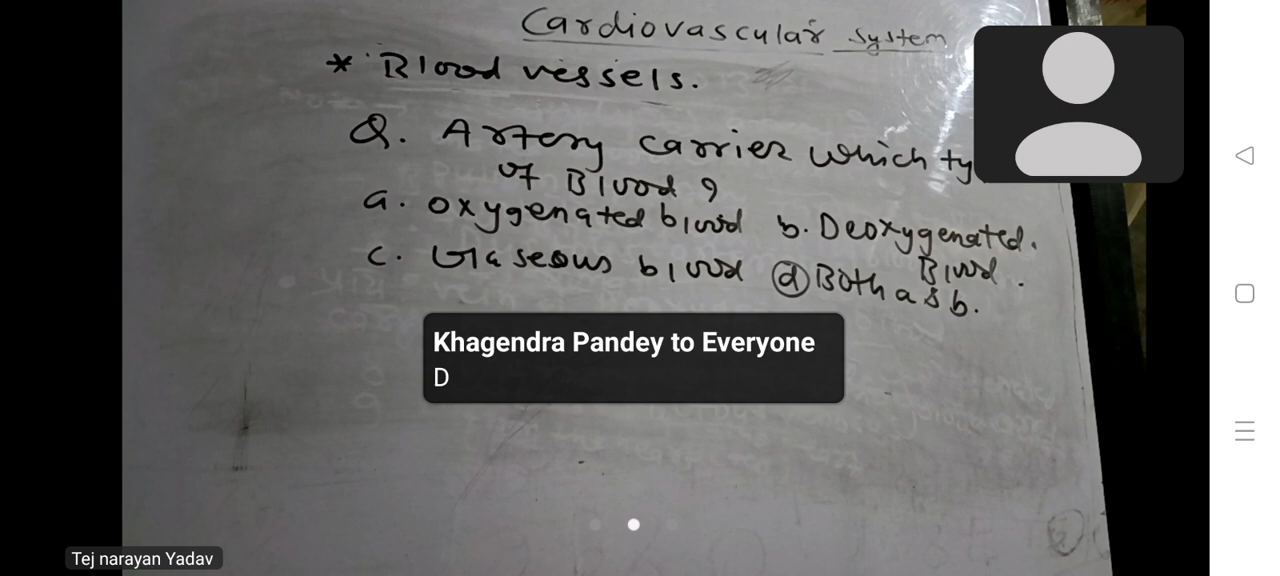 Cardiovascular system
* Blood vessels.
Q. Artery carries which ty
of Blood ?
a. oxygenated blood b. Deoxygenated.
Blood.
c. Gaseous blood d Both a & b.
Khagendra Pandey to Everyone
D
Tej narayan Yadav